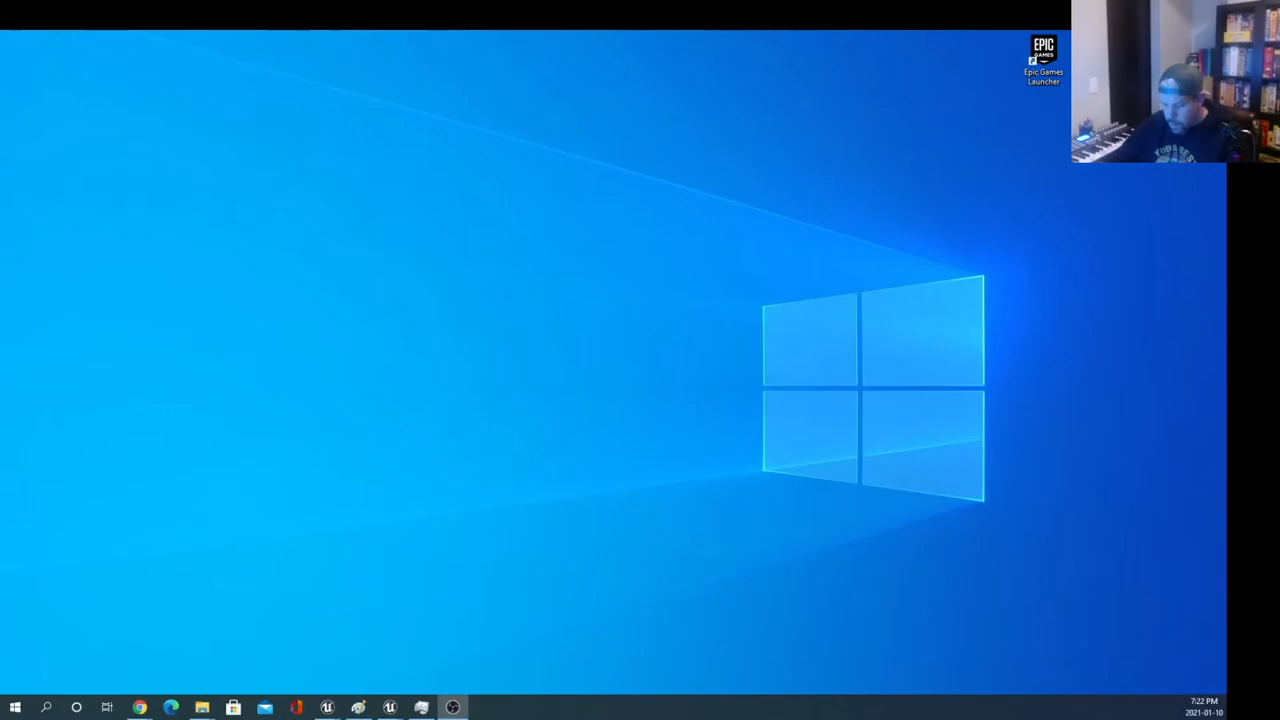 EPIC
GAMES
Epic Games
Launcher
7:22 PM
2021-01-10